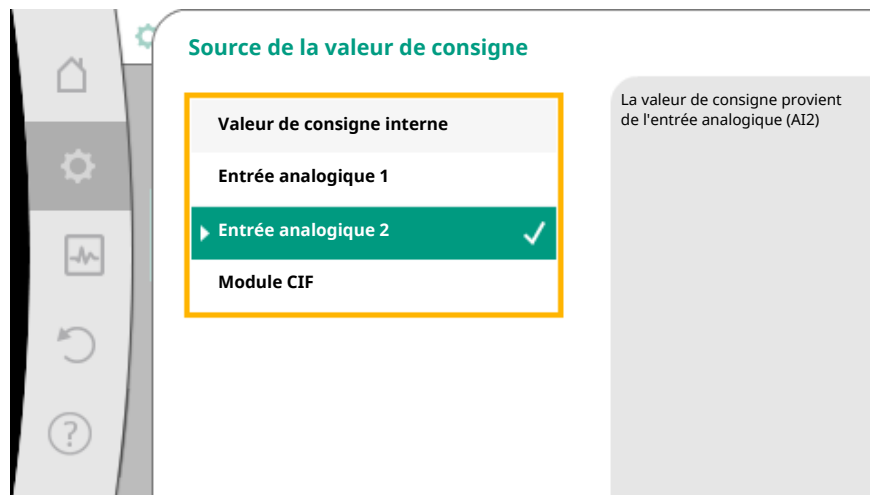 Source de la valeur de consigne
Valeur de consigne interne
Entrée analogique 1
Entrée analogique 2
Module CIF
La valeur de consigne provient
de l'entrée analogique (AI2)
?